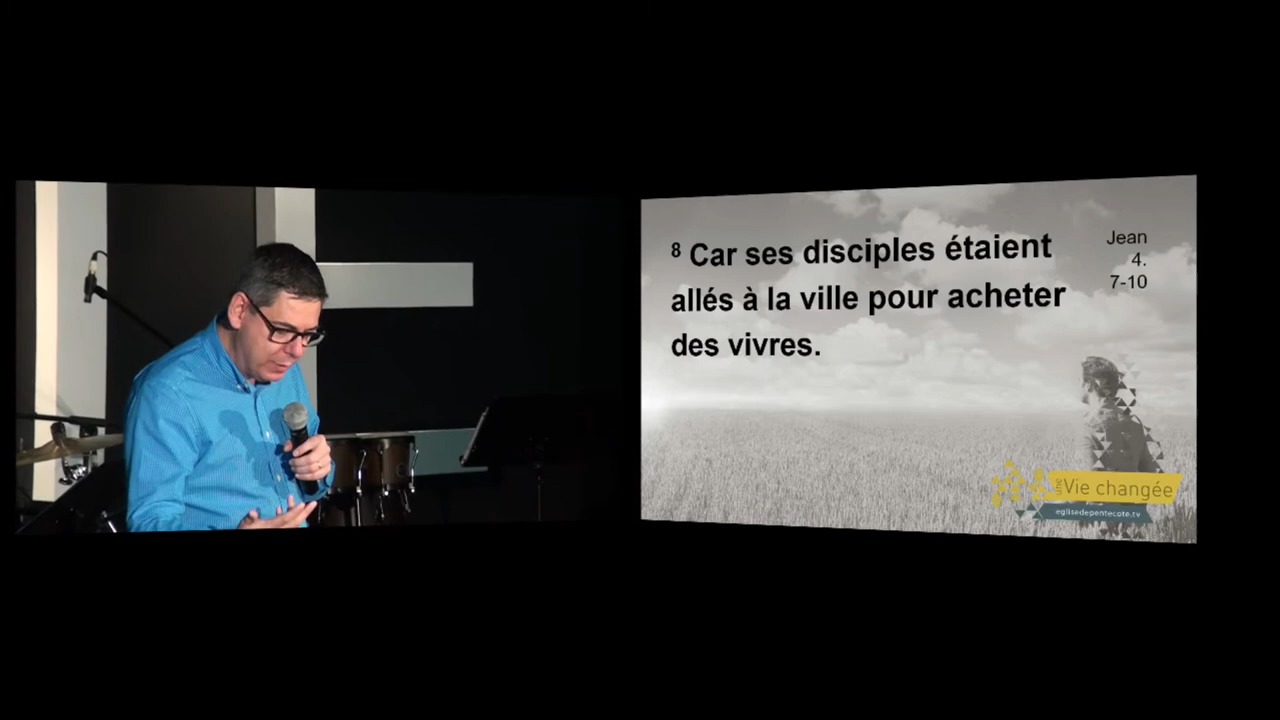 ⁸ Car ses disciples étaient
allés à la ville pour acheter
des vivres.
Jean
4.
7-10
une Vie changée
eglisedepentecote.tv